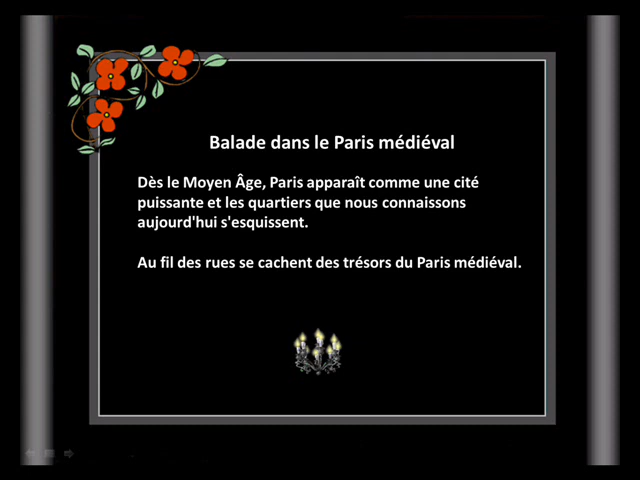 Balade dans le Paris médiéval
Dès le Moyen Âge, Paris apparaît comme une cité
puissante et les quartiers que nous connaissons
aujourd'hui s'esquissent.
Au fil des rues se cachent des trésors du Paris médiéval.